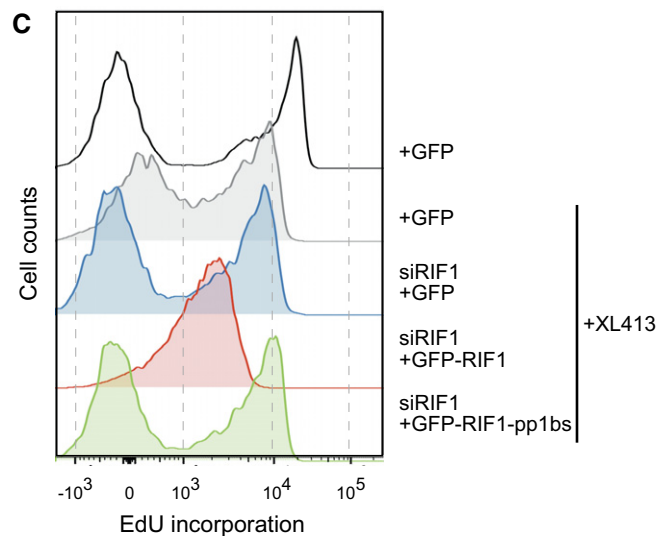 C
Cell counts
+GFP
+GFP
siRIF1
+GFP
siRIF1
+GFP-RIF1
siRIF1
+GFP-RIF1-pp1bs
+XL413
-10³ 0 10³ 10⁴ 10⁵
EdU incorporation